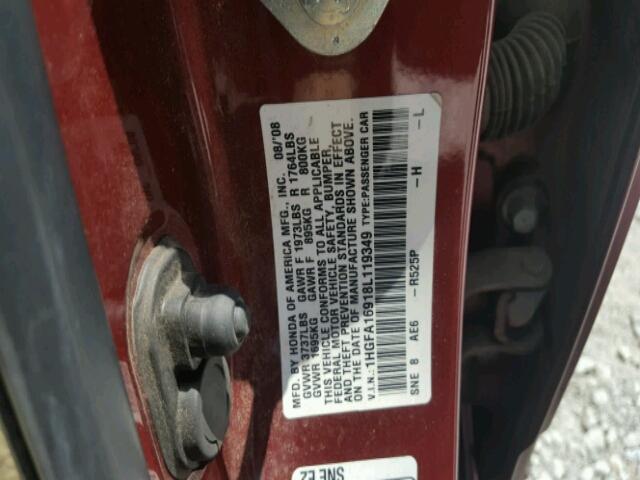 MFD. BY HONDA OF AMERICA MFG., INC. 08/'08
GVWR 3737LBS GAWR F 1973LBS R 1764LBS
GVWR 1695KG GAWR F 895KG R 800KG
THIS VEHICLE CONFORMS TO ALL APPLICABLE
FEDERAL MOTOR VEHICLE SAFETY, BUMPER,
AND THEFT PREVENTION STANDARDS IN EFFECT
ON THE DATE OF MANUFACTURE SHOWN ABOVE.
V.I.N.: 1HGFA16918L119349 TYPE:PASSENGER CAR
SNE 8 AE6 -R525P -H -L
SNE E2